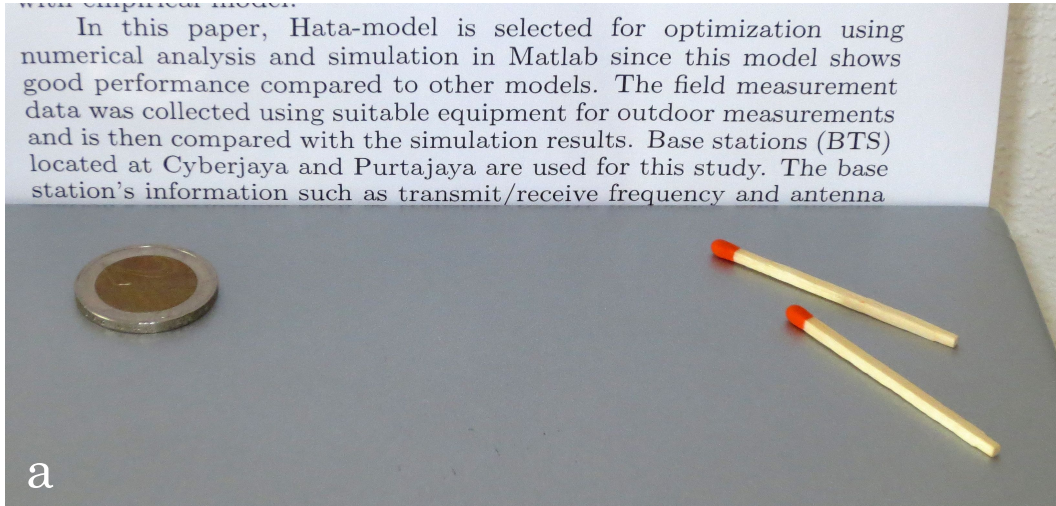 with empirical model.
In this paper, Hata-model is selected for optimization using
numerical analysis and simulation in Matlab since this model shows
good performance compared to other models. The field measurement
data was collected using suitable equipment for outdoor measurements
and is then compared with the simulation results. Base stations (BTS)
located at Cyberjaya and Purtajaya are used for this study. The base
station's information such as transmit/receive frequency and antenna
a